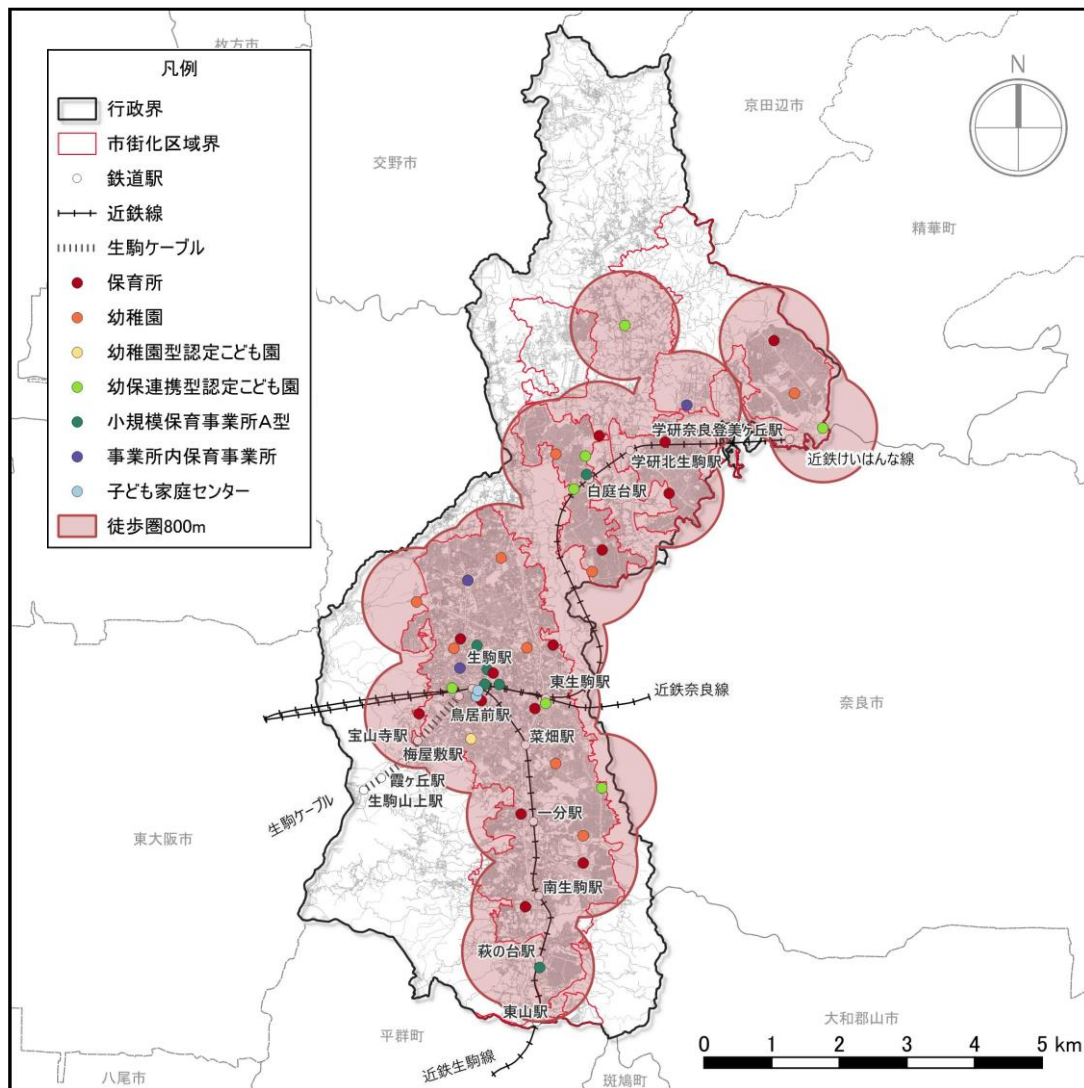 枚方市
凡例
行政界
市街化区域界
鉄道駅
近鉄線
生駒ケーブル
保育所
幼稚園
幼稚園型認定こども園
幼保連携型認定こども園
小規模保育事業所A型
事業所内保育事業所
子ども家庭センター
徒歩圏800m
N
京田辺市
交野市
精華町
学研奈良登美ケ丘駅
学研北生駒駅
近鉄けいはんな線
白庭台駅
生駒駅
東生駒駅
近鉄奈良線
奈良市
鳥居前駅
宝山寺駅
菜畑駅
梅屋敷駅
霞ケ丘駅
生駒山上駅
生駒ケーブル
一分駅
東大阪市
南生駒駅
萩の台駅
東山駅
大和郡山市
平群町
近鉄生駒線
八尾市
斑鳩町
0 1 2 3 4 5 km